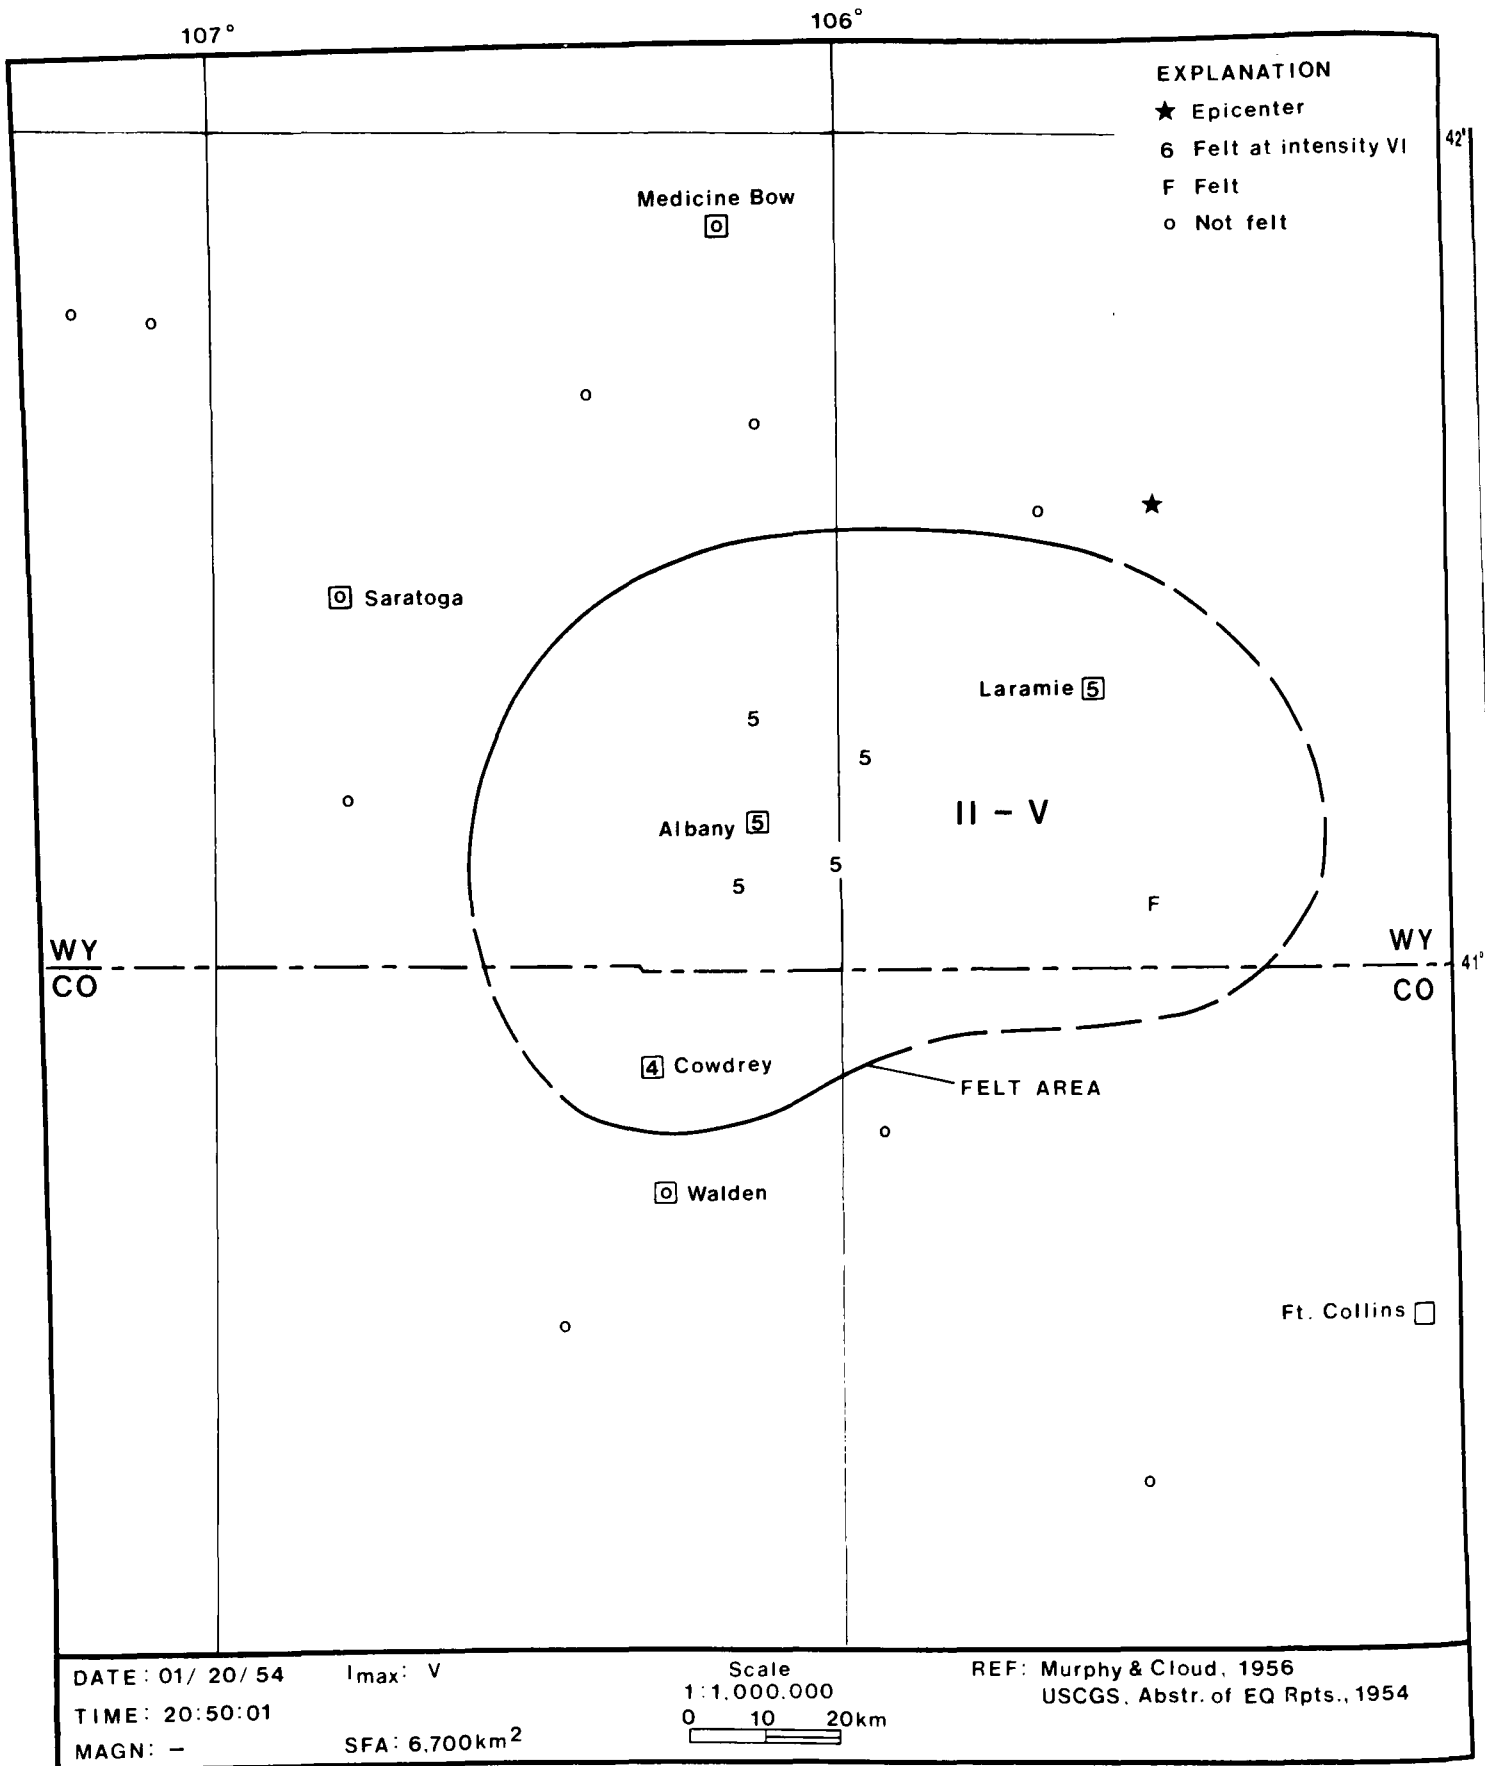 107°
106°
EXPLANATION
★ Epicenter
6 Felt at intensity VI
F Felt
o Not felt
42°
Medicine Bow
o
o
o
o
o
o
o Saratoga
Laramie 5
5
5
II – V
o
Albany 5
5
5
F
WY
WY
41°
CO
CO
4 Cowdrey
FELT AREA
o
o Walden
Ft. Collins
o
o
DATE: 01/20/54
Imax: V
Scale
1:1,000,000
0 10 20km
REF: Murphy & Cloud, 1956
USCGS, Abstr. of EQ Rpts., 1954
TIME: 20:50:01
MAGN: –
SFA: 6,700km²